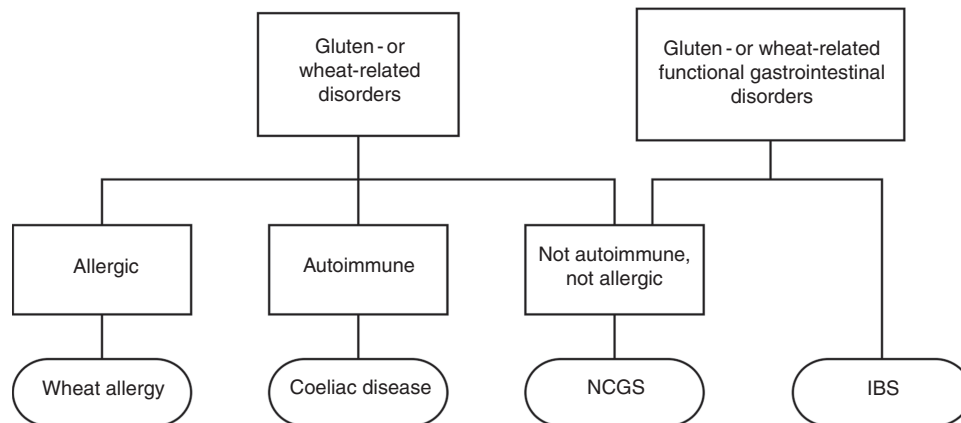 Gluten - or
wheat-related
disorders
Gluten - or wheat-related
functional gastrointestinal
disorders
Allergic
Autoimmune
Not autoimmune,
not allergic
Wheat allergy
Coeliac disease
NCGS
IBS